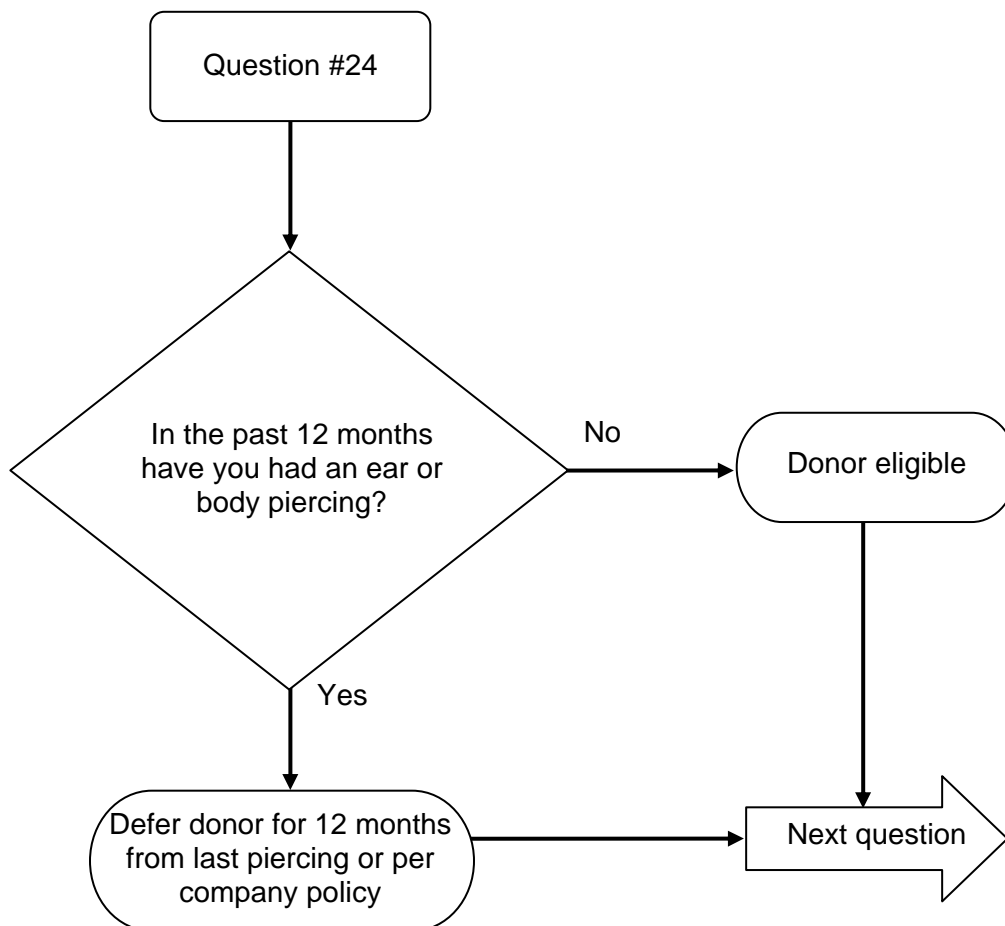 Question #24
In the past 12 months
have you had an ear or
body piercing?
No
Donor eligible
Yes
Defer donor for 12 months
from last piercing or per
company policy
Next question